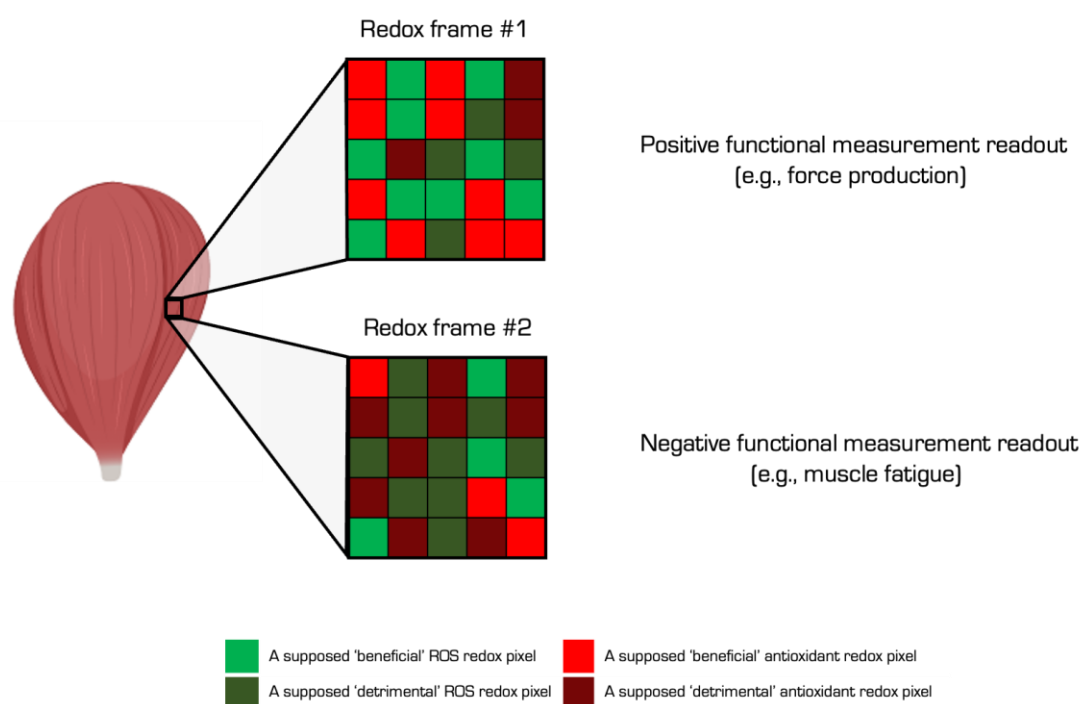 Redox frame #1
Positive functional measurement readout
(e.g., force production)
Redox frame #2
Negative functional measurement readout
(e.g., muscle fatigue)
A supposed 'beneficial' ROS redox pixel
A supposed 'beneficial' antioxidant redox pixel
A supposed 'detrimental' ROS redox pixel
A supposed 'detrimental' antioxidant redox pixel